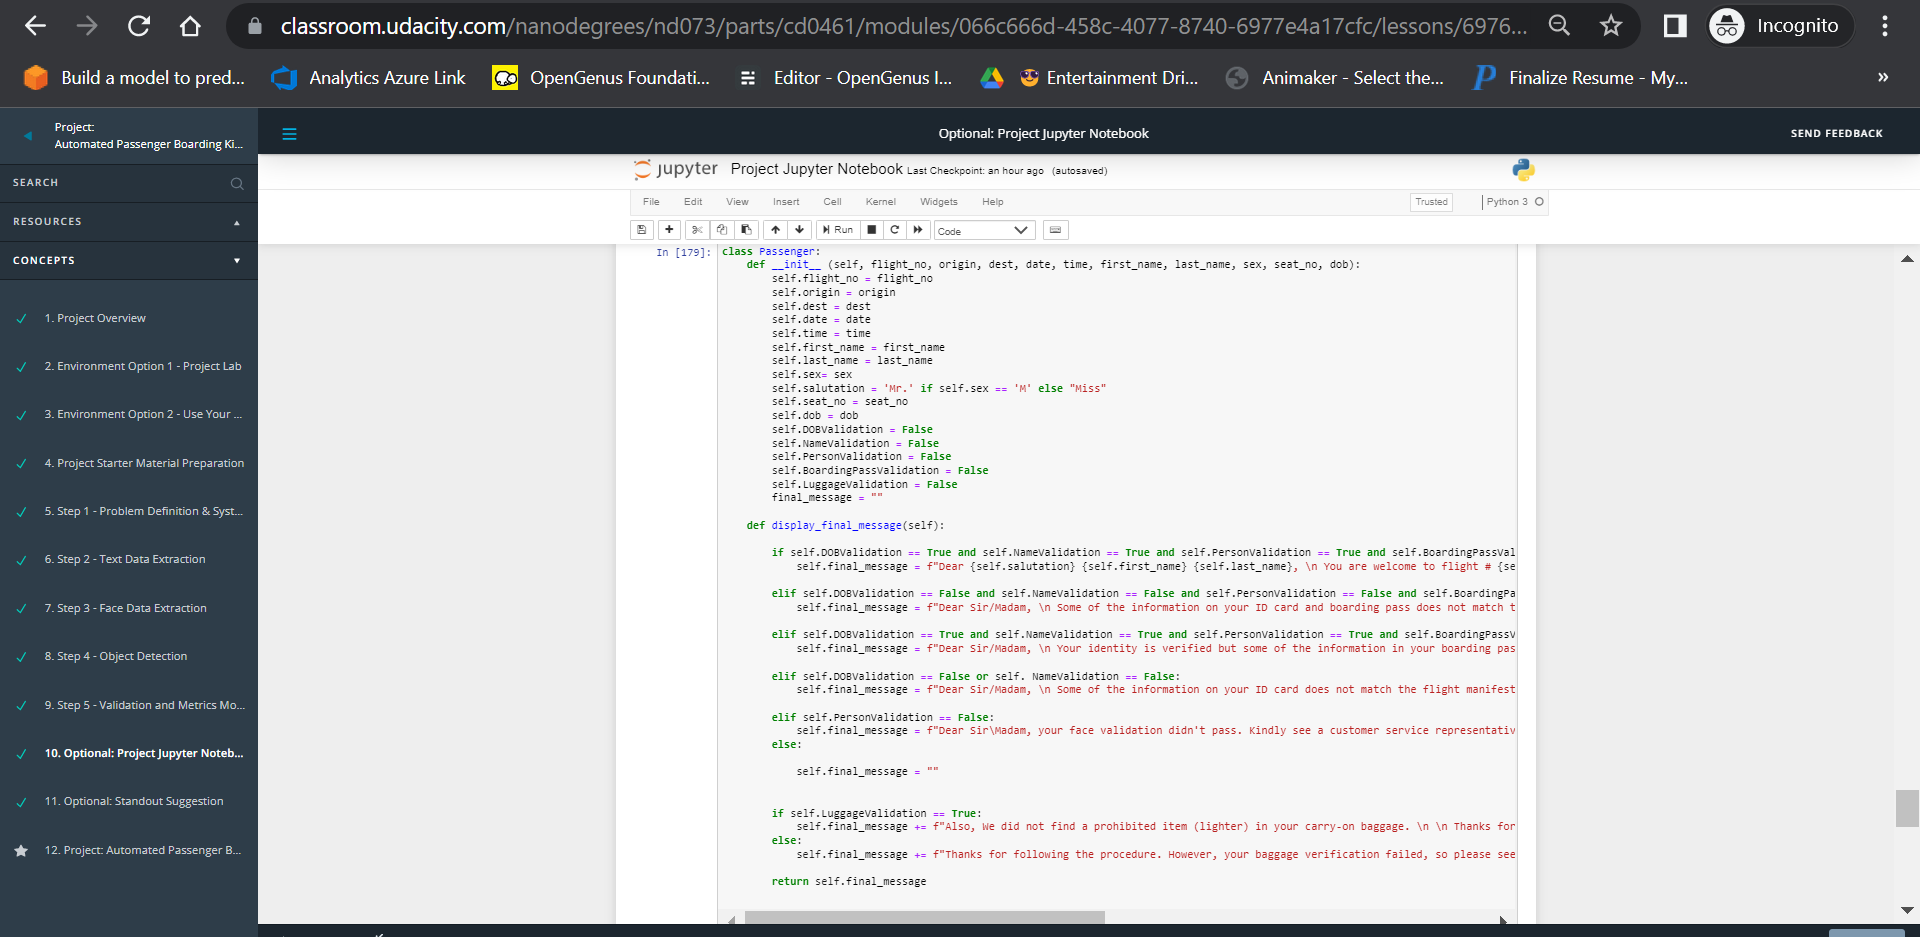 classroom.udacity.com/nanodegrees/nd073/parts/cd0461/modules/066c666d-458c-4077-8740-6977e4a17cfc/lessons/6976...
Incognito
Build a model to pred...
Analytics Azure Link
OpenGenus Foundati...
Editor - OpenGenus I...
Entertainment Dri...
Animaker - Select the...
Finalize Resume - My...
»
Project:
Automated Passenger Boarding Ki...
Optional: Project Jupyter Notebook
SEND FEEDBACK
SEARCH
RESOURCES
CONCEPTS
1. Project Overview
2. Environment Option 1 - Project Lab
3. Environment Option 2 - Use Your ...
4. Project Starter Material Preparation
5. Step 1 - Problem Definition & Syst...
6. Step 2 - Text Data Extraction
7. Step 3 - Face Data Extraction
8. Step 4 - Object Detection
9. Step 5 - Validation and Metrics Mo...
10. Optional: Project Jupyter Noteb...
11. Optional: Standout Suggestion
12. Project: Automated Passenger B...
jupyter Project Jupyter Notebook Last Checkpoint: an hour ago (autosaved)
File Edit View Insert Cell Kernel Widgets Help
Trusted
Python 3
Run
Code
In [179]:
class Passenger:
def __init__ (self, flight_no, origin, dest, date, time, first_name, last_name, sex, seat_no, dob):
self.flight_no = flight_no
self.origin = origin
self.dest = dest
self.date = date
self.time = time
self.first_name = first_name
self.last_name = last_name
self.sex= sex
self.salutation = 'Mr.' if self.sex == 'M' else "Miss"
self.seat_no = seat_no
self.dob = dob
self.DOBValidation = False
self.NameValidation = False
self.PersonValidation = False
self.BoardingPassValidation = False
self.LuggageValidation = False
final_message = ""
def display_final_message(self):
if self.DOBValidation == True and self.NameValidation == True and self.PersonValidation == True and self.BoardingPassVal
self.final_message = f"Dear {self.salutation} {self.first_name} {self.last_name}, \n You are welcome to flight # {se
elif self.DOBValidation == False and self.NameValidation == False and self.PersonValidation == False and self.BoardingPa
self.final_message = f"Dear Sir/Madam, \n Some of the information on your ID card and boarding pass does not match t
elif self.DOBValidation == True and self.NameValidation == True and self.PersonValidation == True and self.BoardingPassV
self.final_message = f"Dear Sir/Madam, \n Your identity is verified but some of the information in your boarding pas
elif self.DOBValidation == False or self. NameValidation == False:
self.final_message = f"Dear Sir/Madam, \n Some of the information on your ID card does not match the flight manifest
elif self.PersonValidation == False:
self.final_message = f"Dear Sir\Madam, your face validation didn't pass. Kindly see a customer service representativ
else:
self.final_message = ""
if self.LuggageValidation == True:
self.final_message += f"Also, We did not find a prohibited item (lighter) in your carry-on baggage. \n \n Thanks for
else:
self.final_message += f"Thanks for following the procedure. However, your baggage verification failed, so please see
return self.final_message